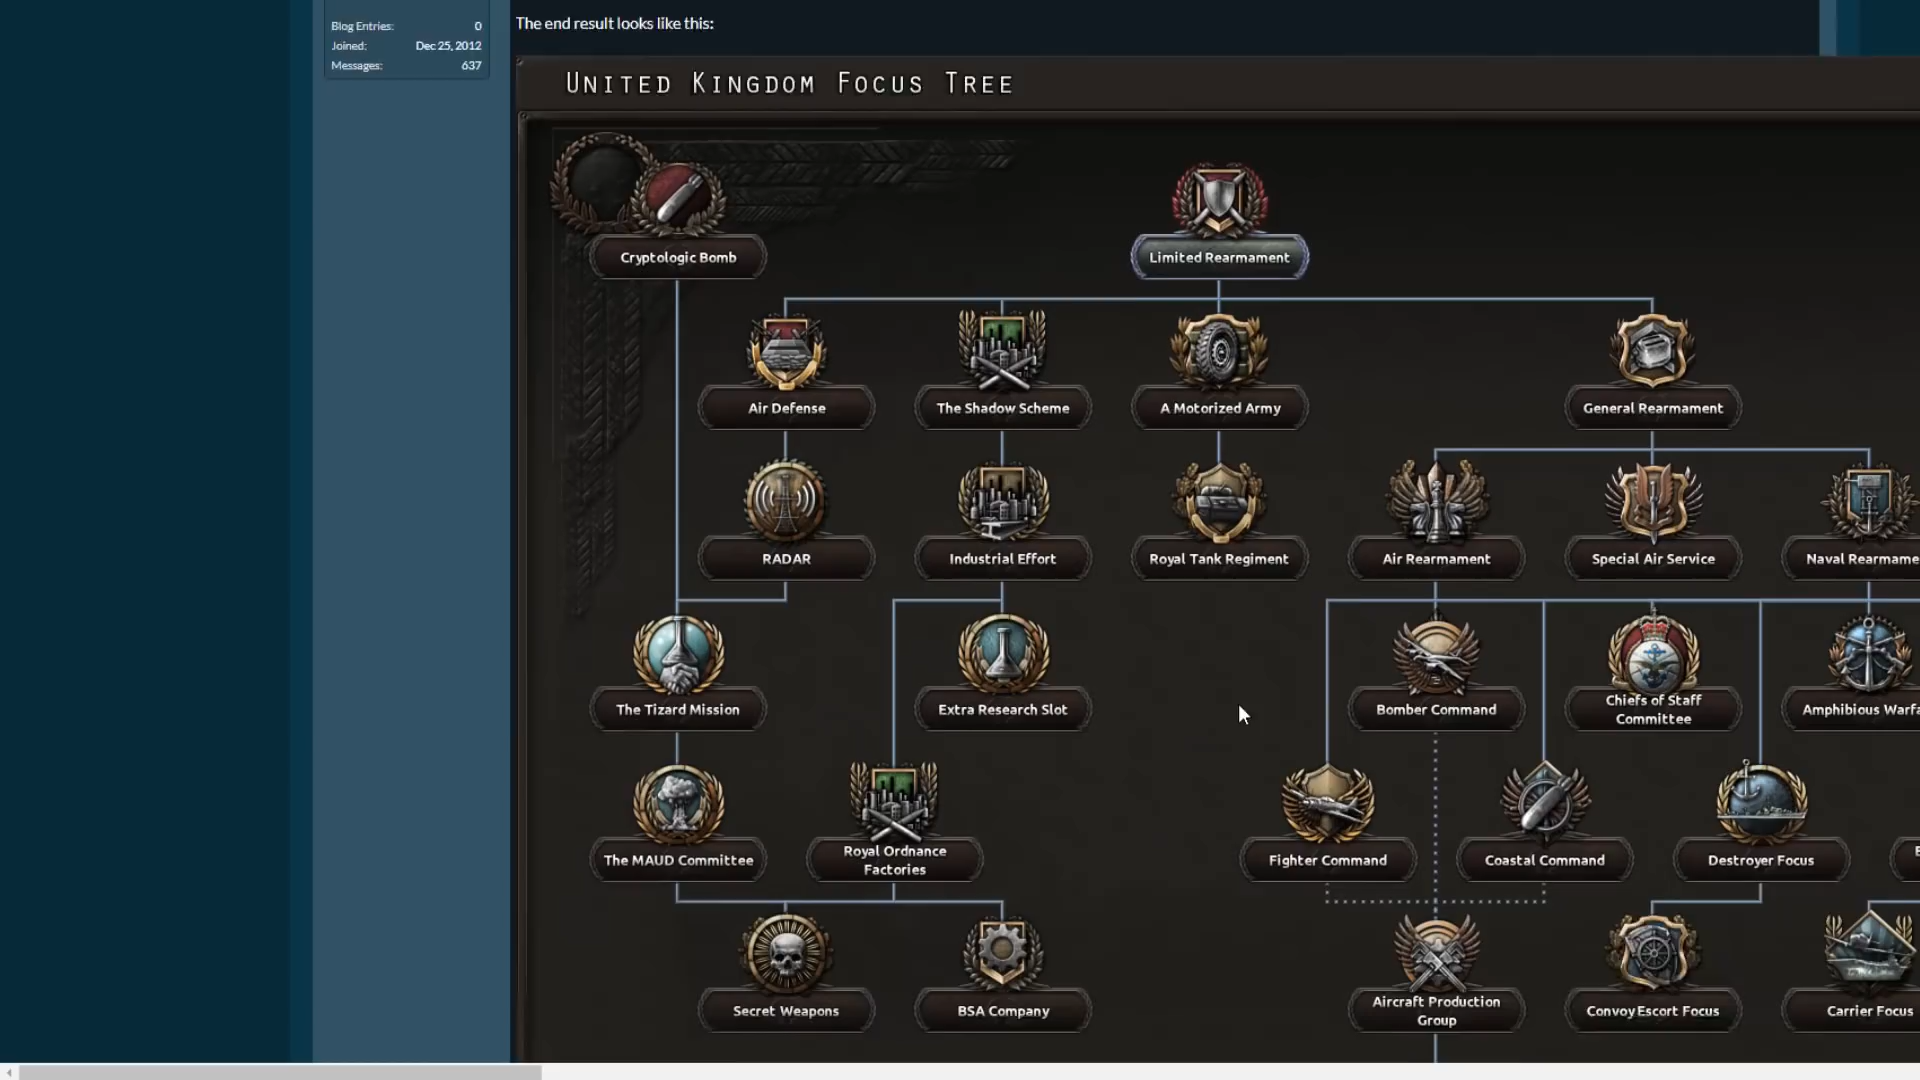 Blog Entries: 0
Joined: Dec 25, 2012
Messages: 637
The end result looks like this:
United Kingdom Focus Tree
Cryptologic Bomb
Limited Rearmament
Air Defense
The Shadow Scheme
A Motorized Army
General Rearmament
RADAR
Industrial Effort
Royal Tank Regiment
Air Rearmament
Special Air Service
Naval Rearmame
The Tizard Mission
Extra Research Slot
Bomber Command
Chiefs of Staff
Committee
Amphibious Warfa
The MAUD Committee
Royal Ordnance
Factories
Fighter Command
Coastal Command
Destroyer Focus
Secret Weapons
BSA Company
Aircraft Production
Group
Convoy Escort Focus
Carrier Focus